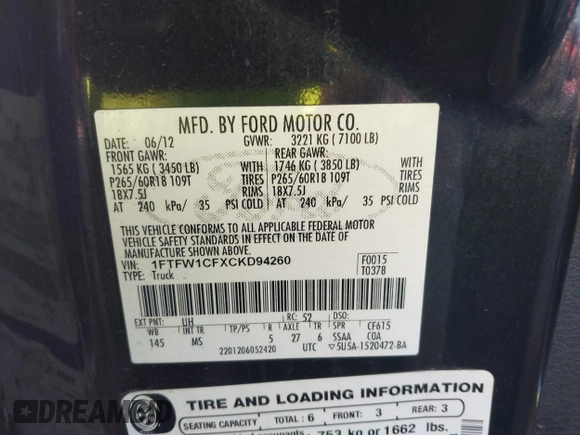 MFD. BY FORD MOTOR CO.
DATE: 06/12 GVWR: 3221 KG ( 7100 LB)
FRONT GAWR: REAR GAWR:
1565 KG ( 3450 LB) WITH 1746 KG ( 3850 LB) WITH
P265/60R18 109T TIRES P265/60R18 109T TIRES
18X7.5J RIMS 18X7.5J RIMS
AT 240 kPa/ 35 PSI COLD AT 240 kPa/ 35 PSI COLD
THIS VEHICLE CONFORMS TO ALL APPLICABLE FEDERAL MOTOR
VEHICLE SAFETY STANDARDS IN EFFECT ON THE DATE OF
MANUFACTURE SHOWN ABOVE.
VIN: 1FTFW1CFXCKD94260 F0015
TYPE: Truck T0378
EXT PNT: UH RC: 52 DSO:
WB INT TR TP/PS R AXLE TR SPR CF615
145 MS 5 27 6 SSAA COA
2201206052420 UTC 5U5A-1520472-BA
TIRE AND LOADING INFORMATION
SEATING CAPACITY TOTAL: 6 FRONT: 3 REAR: 3
753 kg or 1662 lbs.